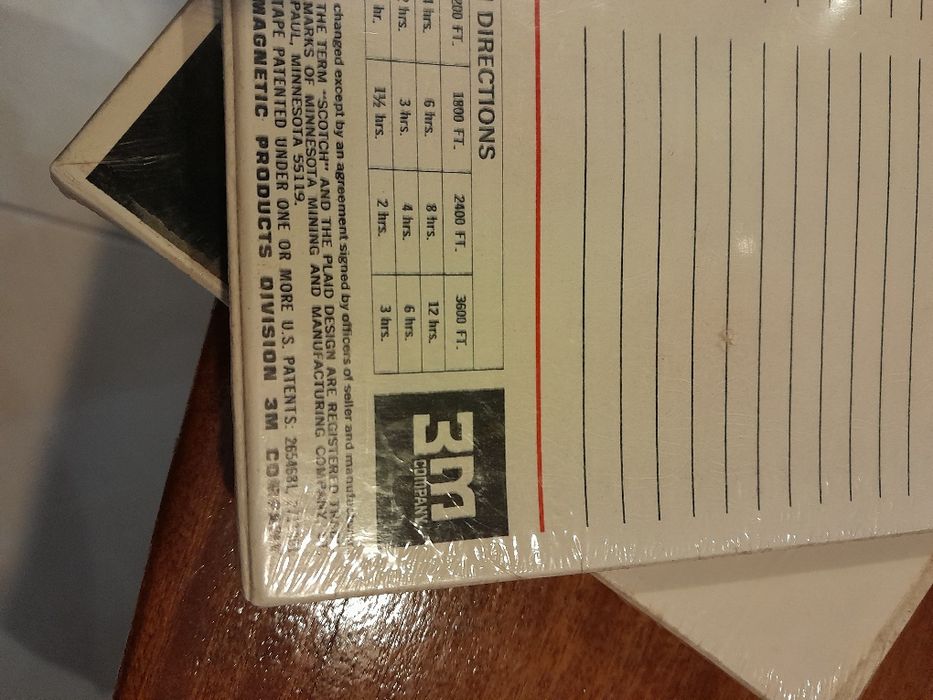 DIRECTIONS
200 FT. 1800 FT. 2400 FT. 3600 FT.
hrs. 6 hrs. 8 hrs. 12 hrs.
hrs. 3 hrs. 4 hrs. 6 hrs.
hr. 1½ hrs. 2 hrs. 3 hrs.
3M
COMPANY
changed except by an agreement signed by officers of seller and
THE TERM "SCOTCH" AND THE PLAID DESIGN ARE REGISTERED
MARKS OF MINNESOTA MINING AND MANUFACTURING COMPANY
PAUL, MINNESOTA 55119.
TAPE PATENTED UNDER ONE OR MORE U.S. PATENTS: 2654681,
MAGNETIC PRODUCTS DIVISION 3M